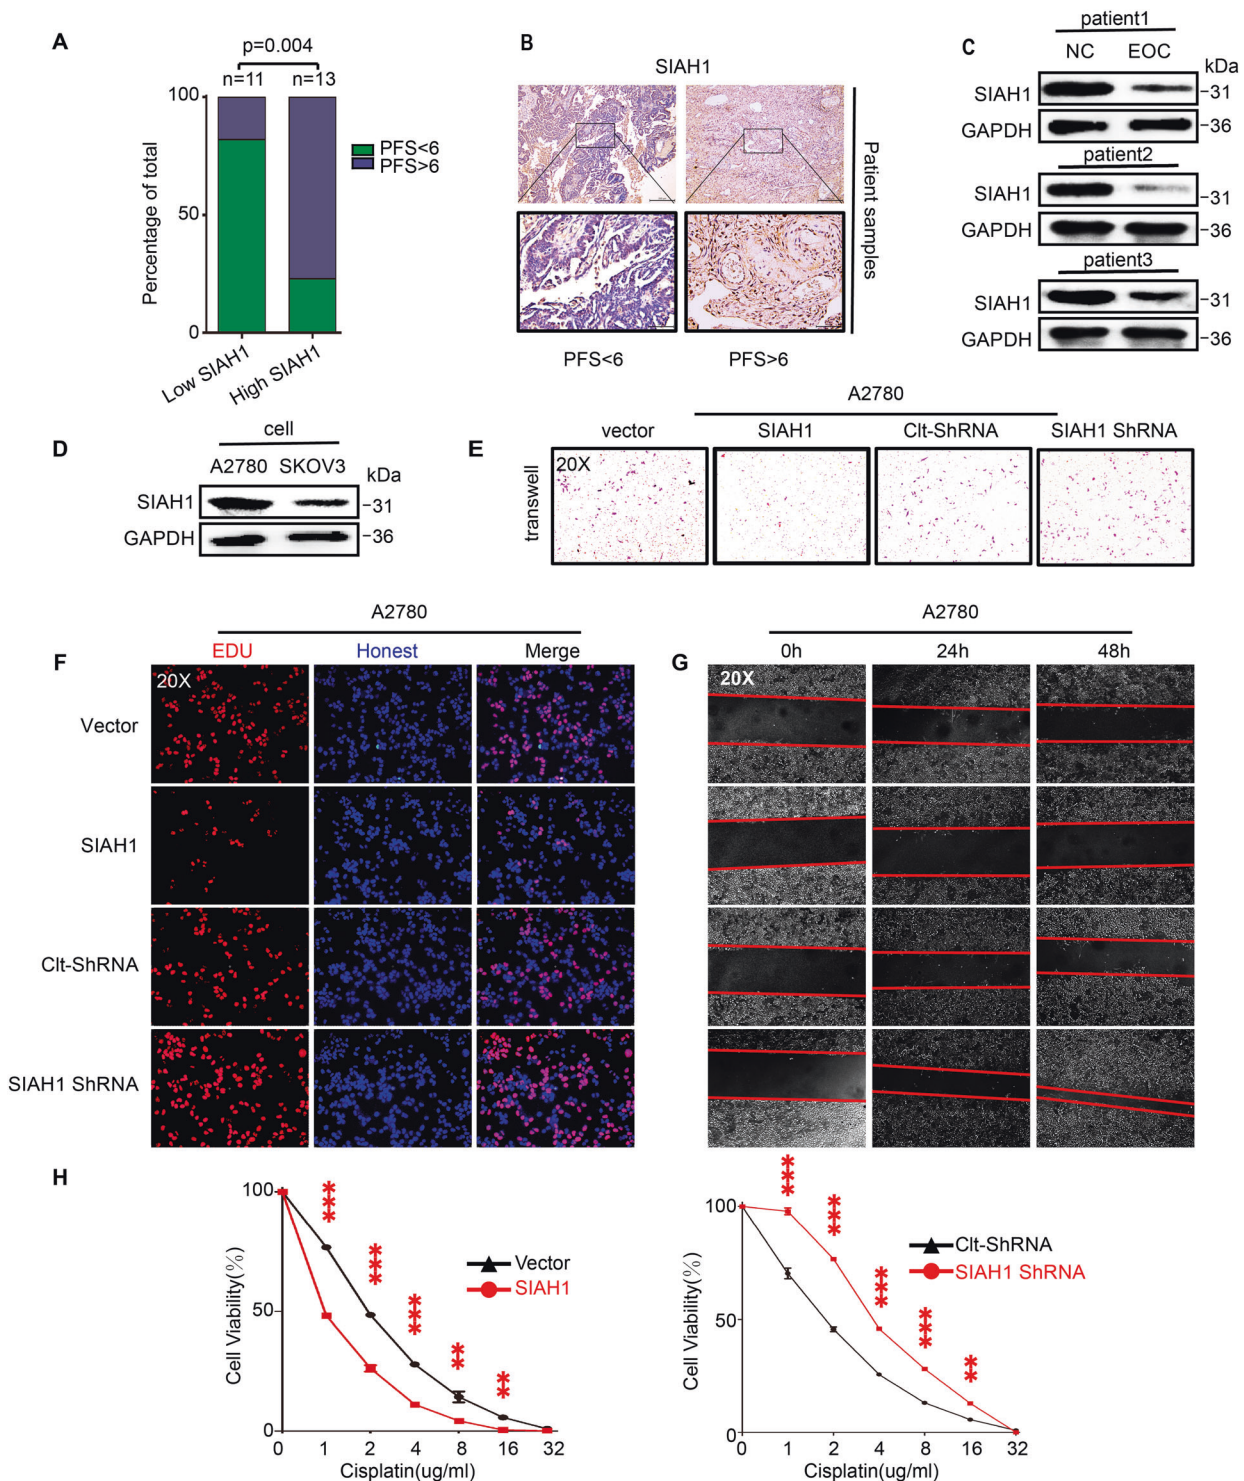 A
p=0.004
n=11 n=13
100
50
0
Percentage of total
PFS<6
PFS>6
Low SIAH1
High SIAH1
B
SIAH1
Patient samples
PFS<6 PFS>6
C
patient1
NC EOC
kDa
SIAH1 -31
GAPDH -36
patient2
SIAH1 -31
GAPDH -36
patient3
SIAH1 -31
GAPDH -36
D
cell
A2780 SKOV3 kDa
SIAH1 -31
GAPDH -36
E
A2780
vector SIAH1 Clt-ShRNA SIAH1 ShRNA
20X
transwell
F
A2780
EDU Honest Merge
20X
Vector
SIAH1
Clt-ShRNA
SIAH1 ShRNA
G
A2780
0h 24h 48h
20X
H
100
50
0
Cell Viability(%)
***
***
***
**
**
Vector
SIAH1
0 1 2 4 8 16 32
Cisplatin(ug/ml)
100
50
0
Cell Viability(%)
***
***
***
***
**
Clt-ShRNA
SIAH1 ShRNA
0 1 2 4 8 16 32
Cisplatin(ug/ml)